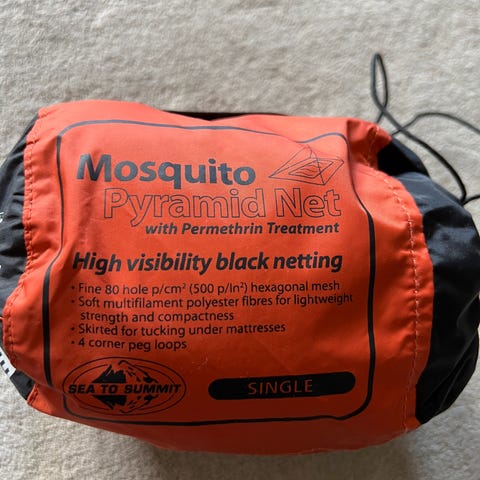 Mosquito
Pyramid Net
with Permethrin Treatment
High visibility black netting
• Fine 80 hole p/cm² (500 p/In²) hexagonal mesh
• Soft multifilament polyester fibres for lightweight
strength and compactness
• Skirted for tucking under mattresses
• 4 corner peg loops
SEA TO SUMMIT
SINGLE